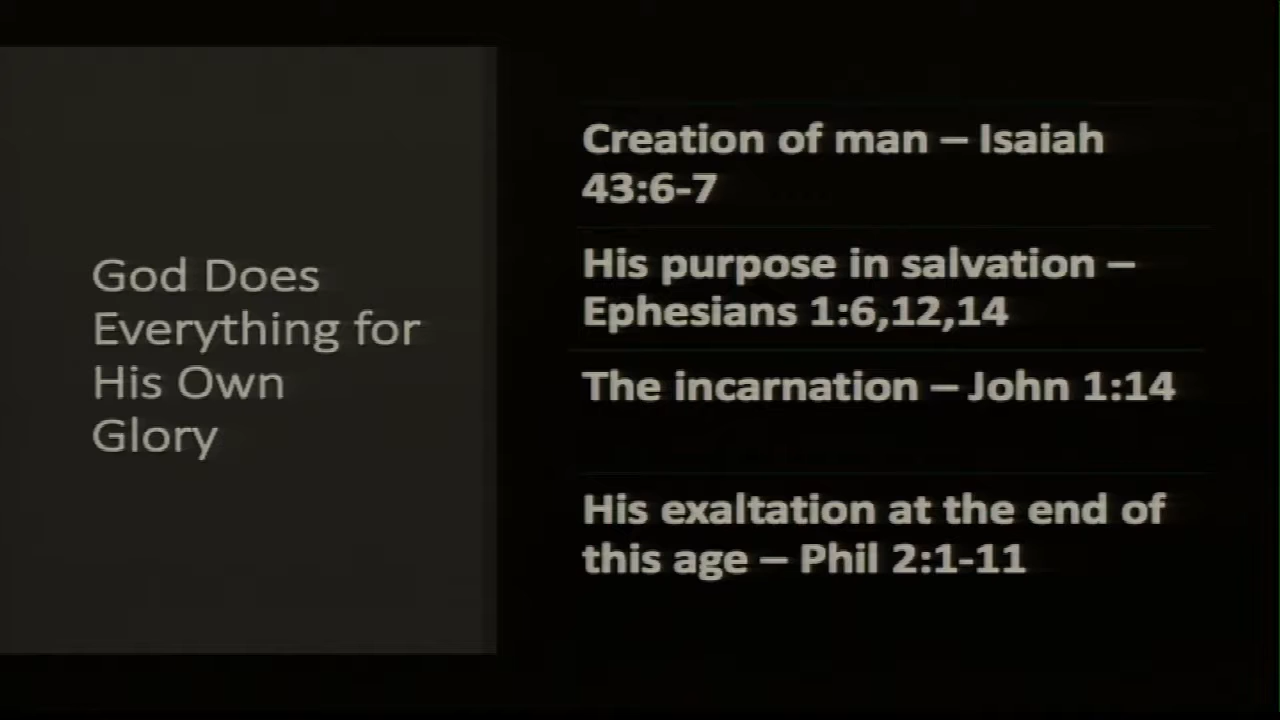 God Does
Everything for
His Own
Glory
Creation of man – Isaiah
43:6-7
His purpose in salvation –
Ephesians 1:6,12,14
The incarnation – John 1:14
His exaltation at the end of
this age – Phil 2:1-11